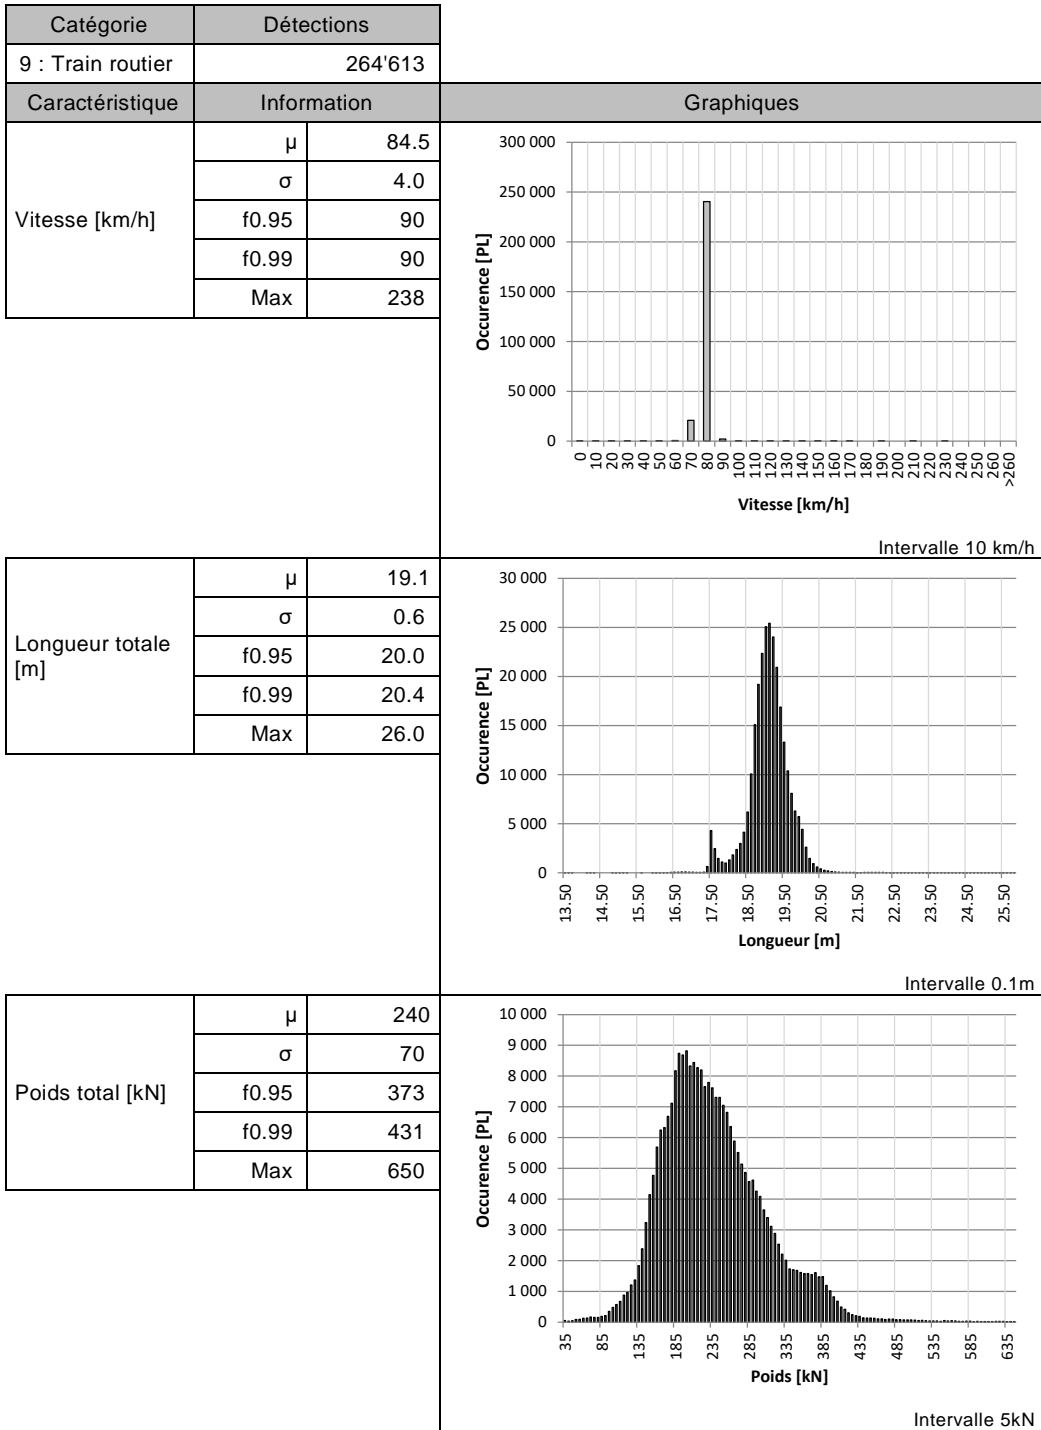 Catégorie Détections
9 : Train routier 264'613
Caractéristique Information Graphiques
Vitesse [km/h]
µ 84.5
σ 4.0
f0.95 90
f0.99 90
Max 238
300 000
250 000
200 000
150 000
100 000
50 000
0
Occurence [PL]
0 10 20 30 40 50 60 70 80 90 100 110 120 130 140 150 160 170 180 190 200 210 220 230 240 250 260 >260
Vitesse [km/h]
Intervalle 10 km/h
Longueur totale
[m]
µ 19.1
σ 0.6
f0.95 20.0
f0.99 20.4
Max 26.0
30 000
25 000
20 000
15 000
10 000
5 000
0
Occurence [PL]
13.50 14.50 15.50 16.50 17.50 18.50 19.50 20.50 21.50 22.50 23.50 24.50 25.50
Longueur [m]
Intervalle 0.1m
Poids total [kN]
µ 240
σ 70
f0.95 373
f0.99 431
Max 650
10 000
9 000
8 000
7 000
6 000
5 000
4 000
3 000
2 000
1 000
0
Occurence [PL]
35 85 135 185 235 285 335 385 435 485 535 585 635
Poids [kN]
Intervalle 5kN